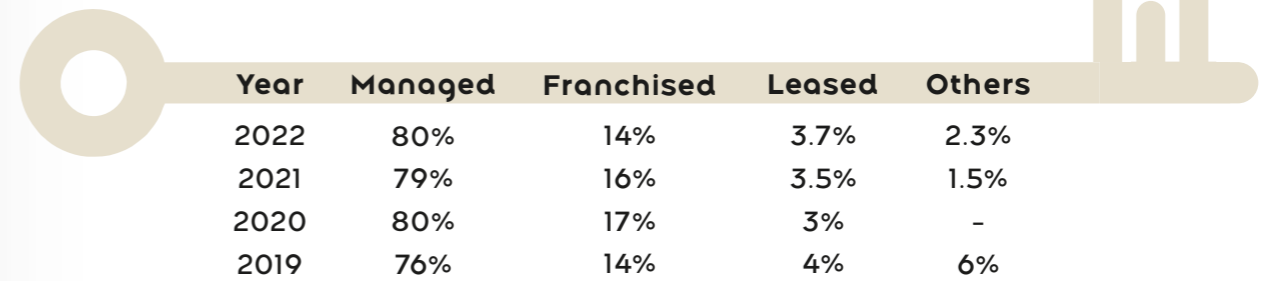 Year Managed Franchised Leased Others
2022 80% 14% 3.7% 2.3%
2021 79% 16% 3.5% 1.5%
2020 80% 17% 3% -
2019 76% 14% 4% 6%